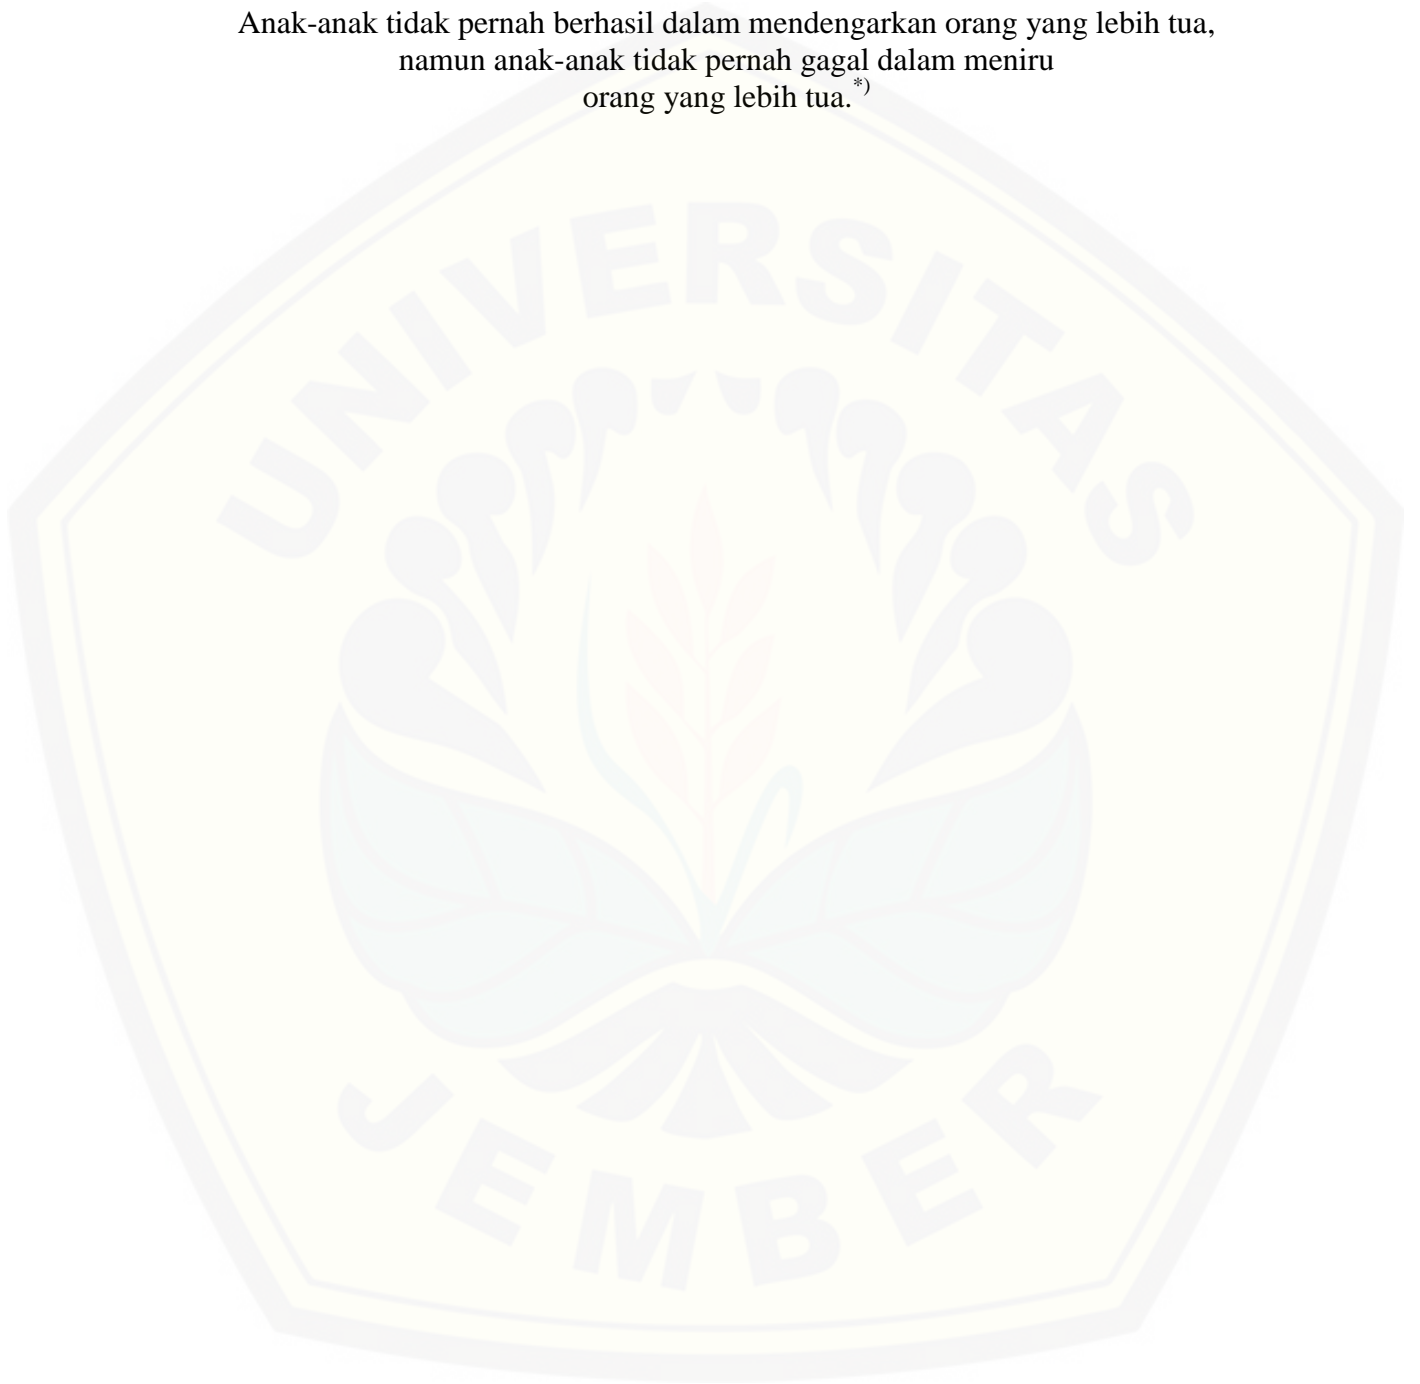 Anak-anak tidak pernah berhasil dalam mendengarkan orang yang lebih tua,
namun anak-anak tidak pernah gagal dalam meniru
orang yang lebih tua.*)
UNIVERSITAS
JEMBER